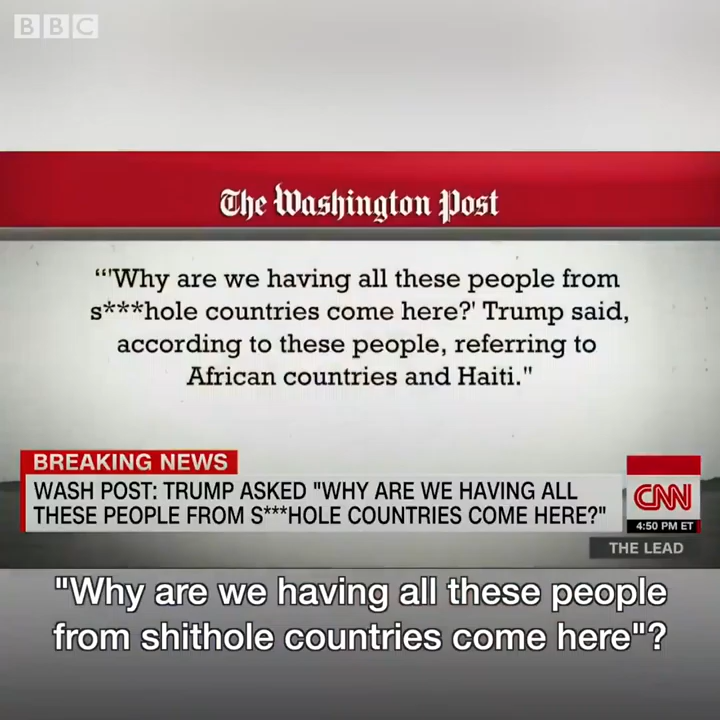 BBC
The Washington Post
“‘Why are we having all these people from
s***hole countries come here?' Trump said,
according to these people, referring to
African countries and Haiti."
BREAKING NEWS
WASH POST: TRUMP ASKED "WHY ARE WE HAVING ALL
THESE PEOPLE FROM S***HOLE COUNTRIES COME HERE?"
CNN
4:50 PM ET
THE LEAD
"Why are we having all these people
from shithole countries come here"?